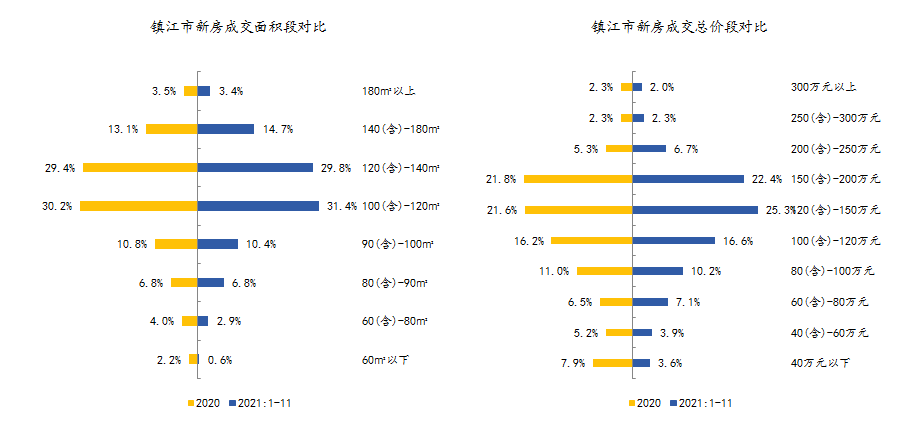 镇江市新房成交面积段对比
3.5% 3.4% 180㎡以上
13.1% 14.7% 140(含)-180㎡
29.4% 29.8% 120(含)-140㎡
30.2% 31.4% 100(含)-120㎡
10.8% 10.4% 90(含)-100㎡
6.8% 6.8% 80(含)-90㎡
4.0% 2.9% 60(含)-80㎡
2.2% 0.6% 60㎡以下
2020 2021:1-11
镇江市新房成交总价段对比
2.3% 2.0% 300万元以上
2.3% 2.3% 250(含)-300万元
5.3% 6.7% 200(含)-250万元
21.8% 22.4% 150(含)-200万元
21.6% 25.3% 120(含)-150万元
16.2% 16.6% 100(含)-120万元
11.0% 10.2% 80(含)-100万元
6.5% 7.1% 60(含)-80万元
5.2% 3.9% 40(含)-60万元
7.9% 3.6% 40万元以下
2020 2021:1-11